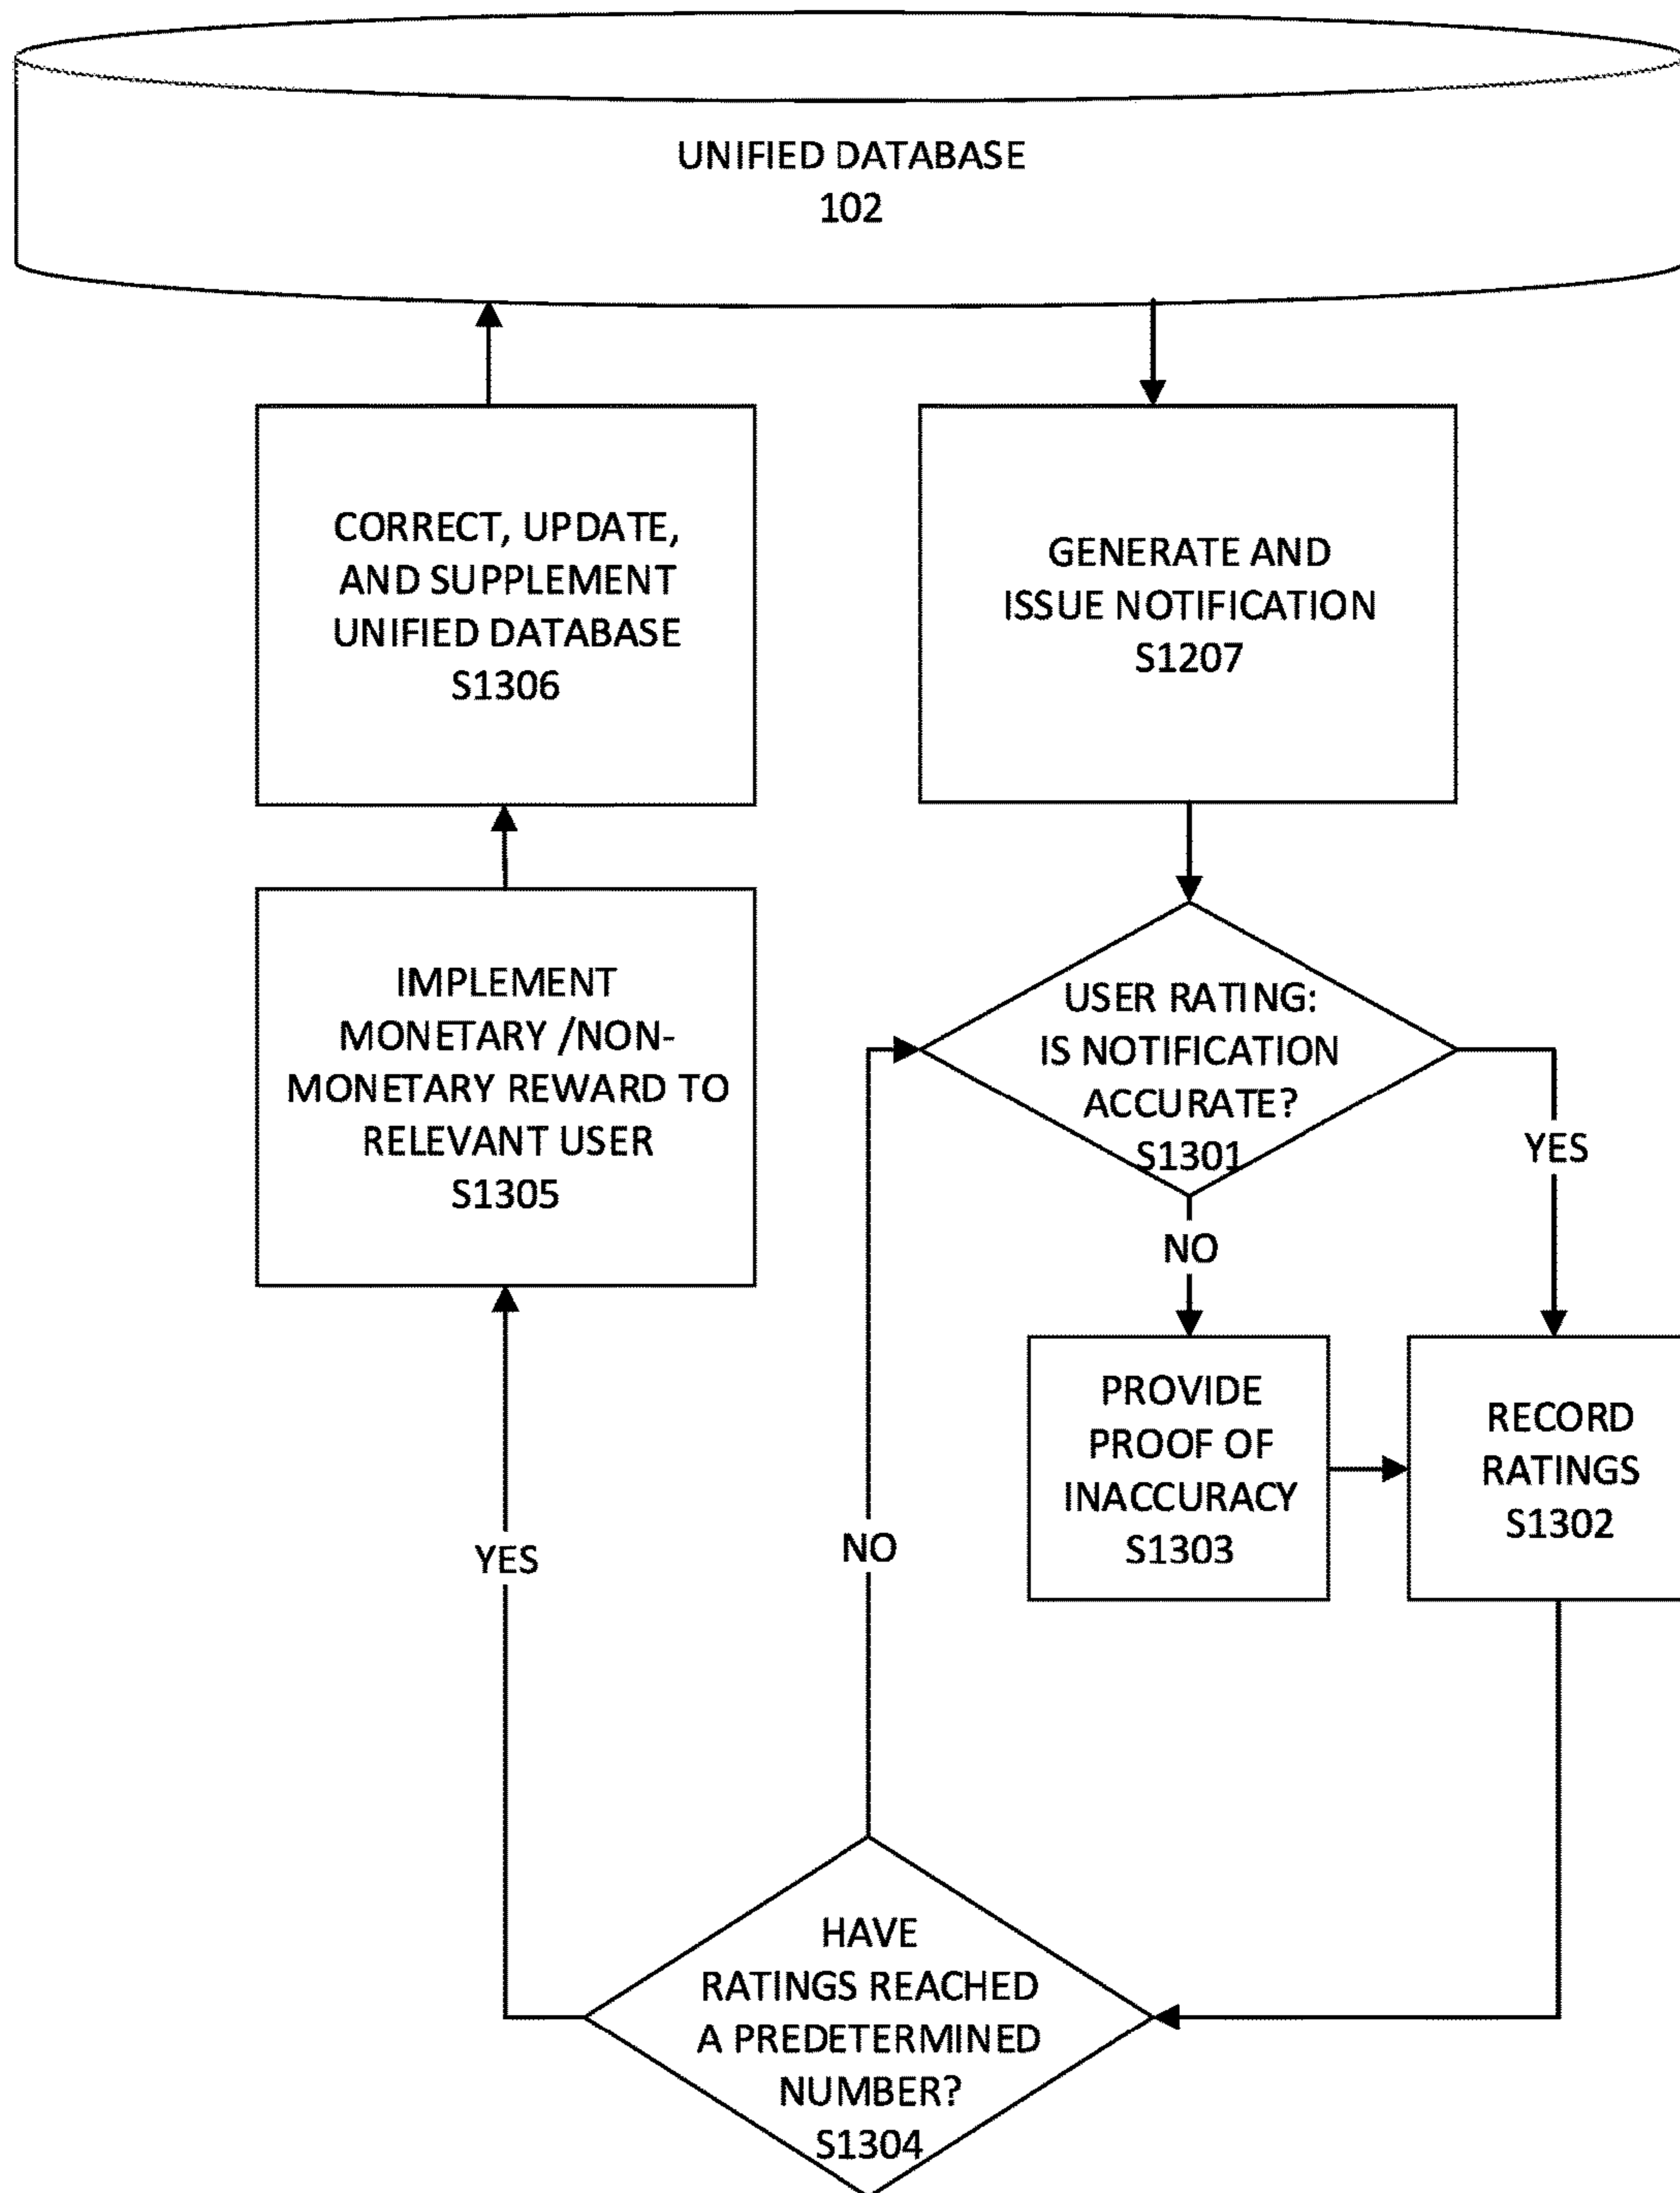 UNIFIED DATABASE
102
CORRECT, UPDATE,
AND SUPPLEMENT
UNIFIED DATABASE
S1306
GENERATE AND
ISSUE NOTIFICATION
S1207
IMPLEMENT
MONETARY /NON-
MONETARY REWARD TO
RELEVANT USER
S1305
USER RATING:
IS NOTIFICATION
ACCURATE?
S1301
YES
NO
PROVIDE
PROOF OF
INACCURACY
S1303
RECORD
RATINGS
S1302
YES
NO
HAVE
RATINGS REACHED
A PREDETERMINED
NUMBER?
S1304